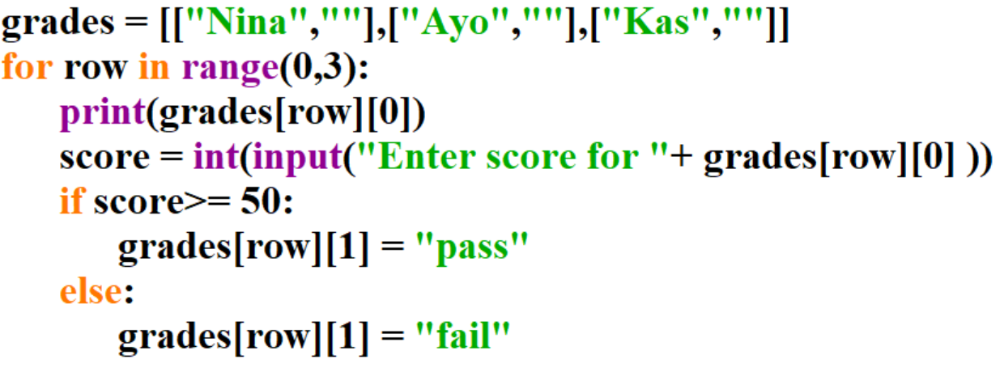 grades = [["Nina",""],["Ayo",""],["Kas",""]]
for row in range(0,3):
    print(grades[row][0])
    score = int(input("Enter score for "+ grades[row][0] ))
    if score>= 50:
        grades[row][1] = "pass"
    else:
        grades[row][1] = "fail"